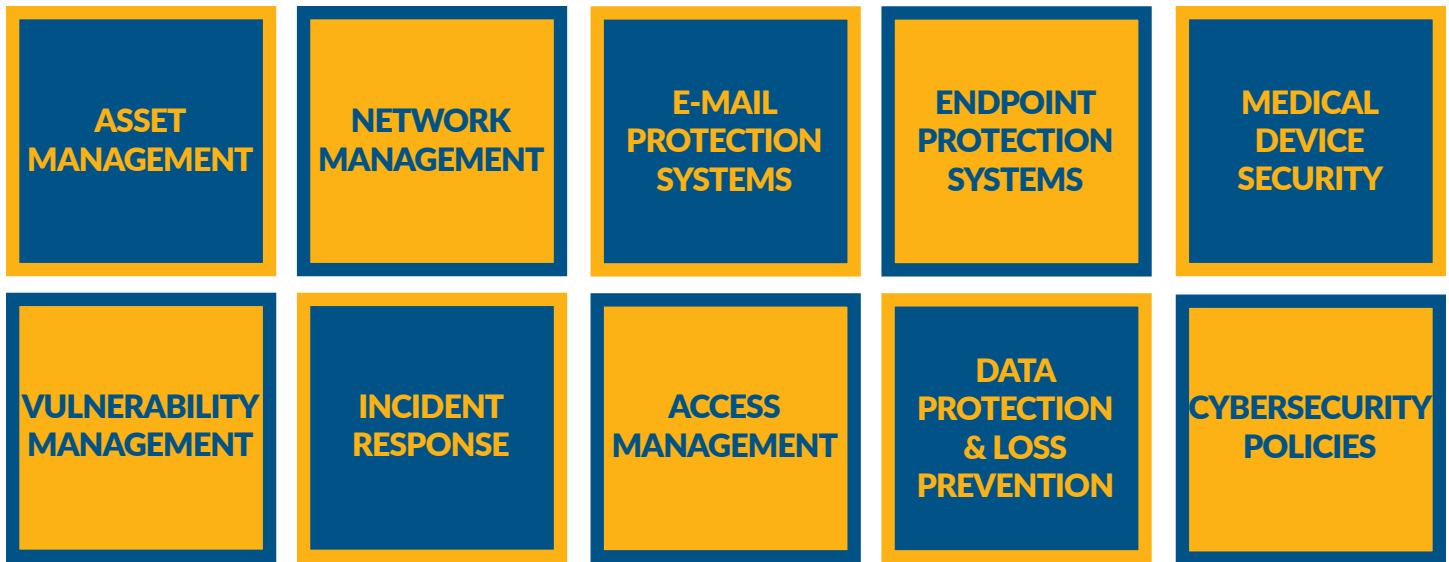 ASSET
MANAGEMENT
NETWORK
MANAGEMENT
E-MAIL
PROTECTION
SYSTEMS
ENDPOINT
PROTECTION
SYSTEMS
MEDICAL
DEVICE
SECURITY
VULNERABILITY
MANAGEMENT
INCIDENT
RESPONSE
ACCESS
MANAGEMENT
DATA
PROTECTION
& LOSS
PREVENTION
CYBERSECURITY
POLICIES